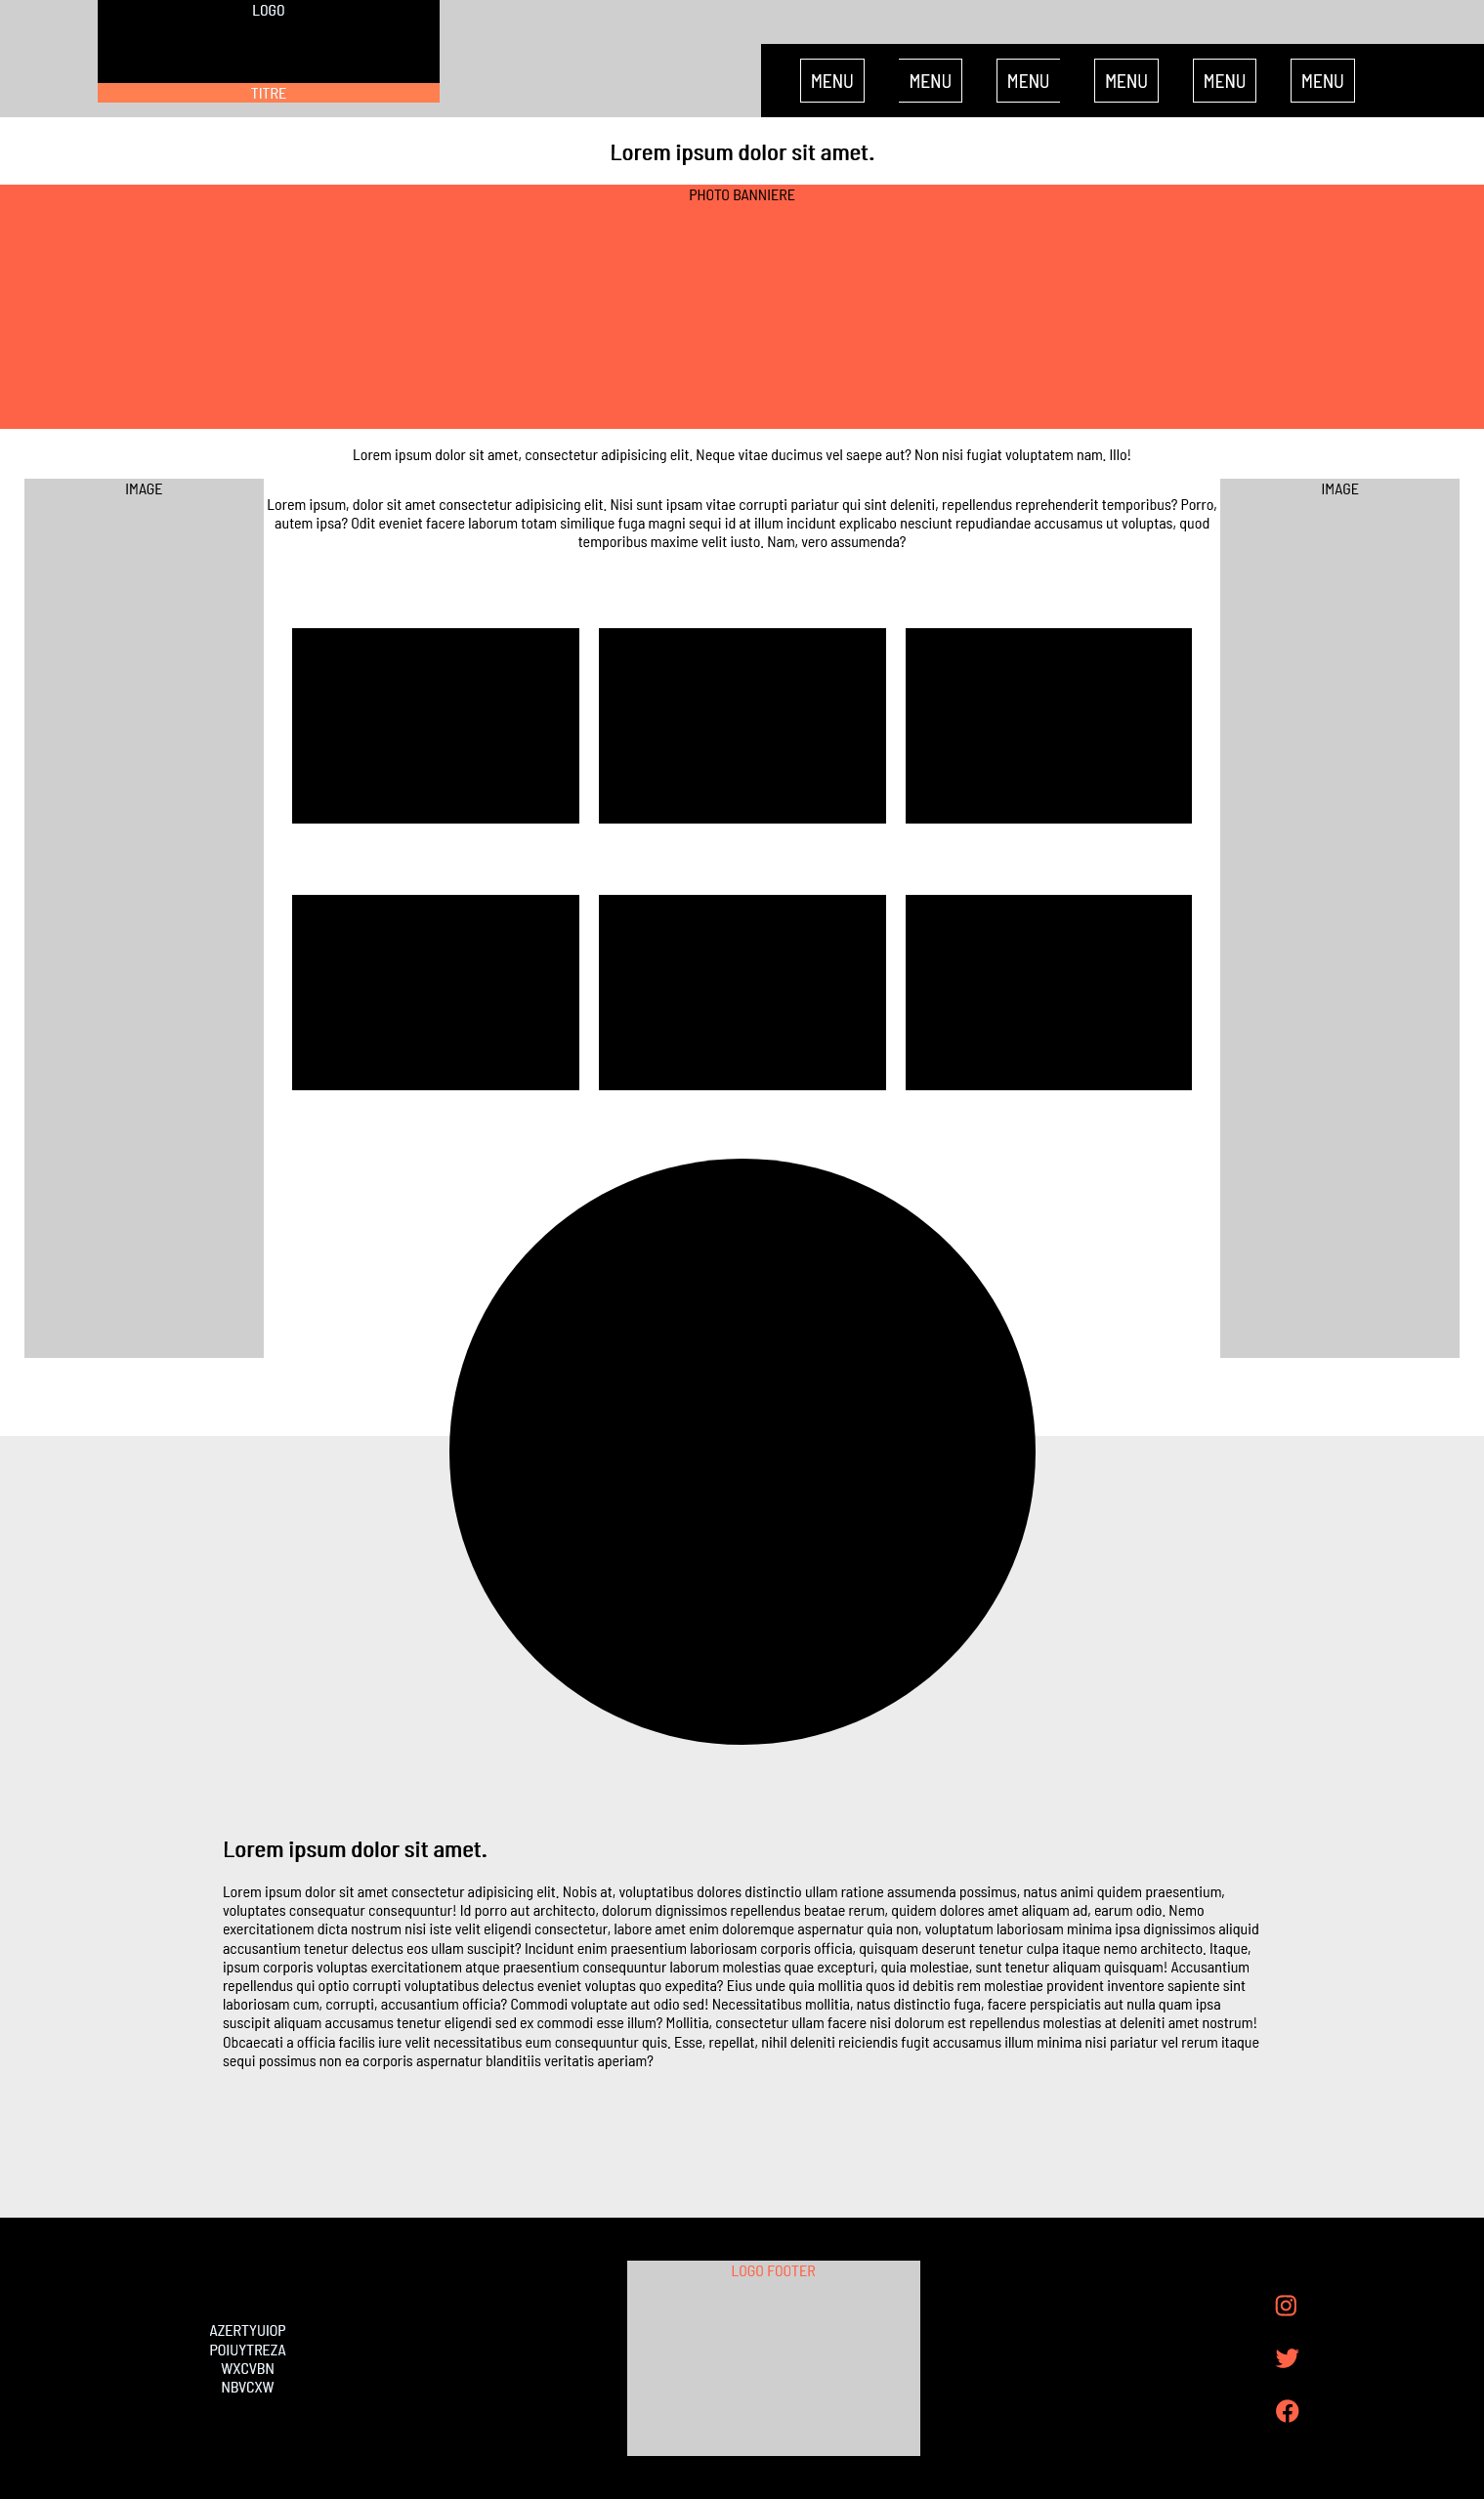 LOGO
TITRE
MENU MENU MENU MENU MENU MENU
Lorem ipsum dolor sit amet.
PHOTO BANNIERE
Lorem ipsum dolor sit amet, consectetur adipisicing elit. Neque vitae ducimus vel saepe aut? Non nisi fugiat voluptatem nam. Illo!
IMAGE
Lorem ipsum, dolor sit amet consectetur adipisicing elit. Nisi sunt ipsam vitae corrupti pariatur qui sint deleniti, repellendus reprehenderit temporibus? Porro,
autem ipsa? Odit eveniet facere laborum totam similique fuga magni sequi id at illum incidunt explicabo nesciunt repudiandae accusamus ut voluptas, quod
temporibus maxime velit iusto. Nam, vero assumenda?
IMAGE
Lorem ipsum dolor sit amet.
Lorem ipsum dolor sit amet consectetur adipisicing elit. Nobis at, voluptatibus dolores distinctio ullam ratione assumenda possimus, natus animi quidem praesentium,
voluptates consequatur consequuntur! Id porro aut architecto, dolorum dignissimos repellendus beatae rerum, quidem dolores amet aliquam ad, earum odio. Nemo
exercitationem dicta nostrum nisi iste velit eligendi consectetur, labore amet enim doloremque aspernatur quia non, voluptatum laboriosam minima ipsa dignissimos aliquid
accusantium tenetur delectus eos ullam suscipit? Incidunt enim praesentium laboriosam corporis officia, quisquam deserunt tenetur culpa itaque nemo architecto. Itaque,
ipsum corporis voluptas exercitationem atque praesentium consequuntur laborum molestias quae excepturi, quia molestiae, sunt tenetur aliquam quisquam! Accusantium
repellendus qui optio corrupti voluptatibus delectus eveniet voluptas quo expedita? Eius unde quia mollitia quos id debitis rem molestiae provident inventore sapiente sint
laboriosam cum, corrupti, accusantium officia? Commodi voluptate aut odio sed! Necessitatibus mollitia, natus distinctio fuga, facere perspiciatis aut nulla quam ipsa
suscipit aliquam accusamus tenetur eligendi sed ex commodi esse illum? Mollitia, consectetur ullam facere nisi dolorum est repellendus molestias at deleniti amet nostrum!
Obcaecati a officia facilis iure velit necessitatibus eum consequuntur quis. Esse, repellat, nihil deleniti reiciendis fugit accusamus illum minima nisi pariatur vel rerum itaque
sequi possimus non ea corporis aspernatur blanditiis veritatis aperiam?
AZERTYUIOP
POIUYTREZA
WXCVBN
NBVCXW
LOGO FOOTER